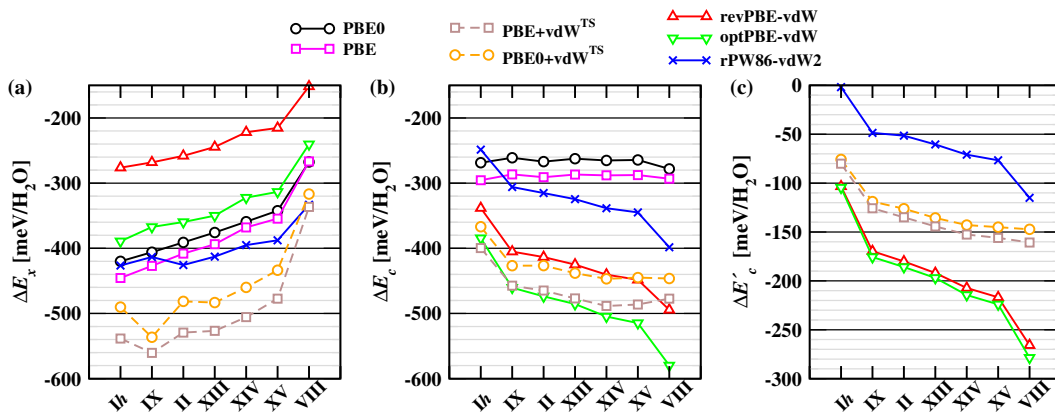 PBE0
PBE
PBE+vdW^TS
PBE0+vdW^TS
revPBE-vdW
optPBE-vdW
rPW86-vdW2
(a)
ΔE_x [meV/H_2O]
-200
-300
-400
-500
-600
Ih
IX
II
XIII
XIV
XV
VIII
(b)
ΔE_c [meV/H_2O]
-200
-300
-400
-500
-600
Ih
IX
II
XIII
XIV
XV
VIII
(c)
ΔE´_c [meV/H_2O]
0
-50
-100
-150
-200
-250
-300
Ih
IX
II
XIII
XIV
XV
VIII